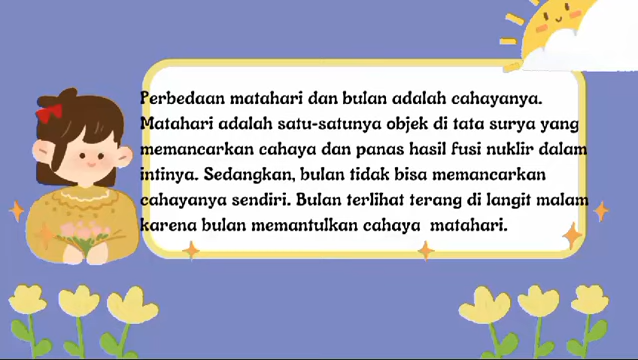 Perbedaan matahari dan bulan adalah cahayanya.
Matahari adalah satu-satunya objek di tata surya yang
memancarkan cahaya dan panas hasil fusi nuklir dalam
intinya. Sedangkan, bulan tidak bisa memancarkan
cahayanya sendiri. Bulan terlihat terang di langit malam
karena bulan memantulkan cahaya matahari.